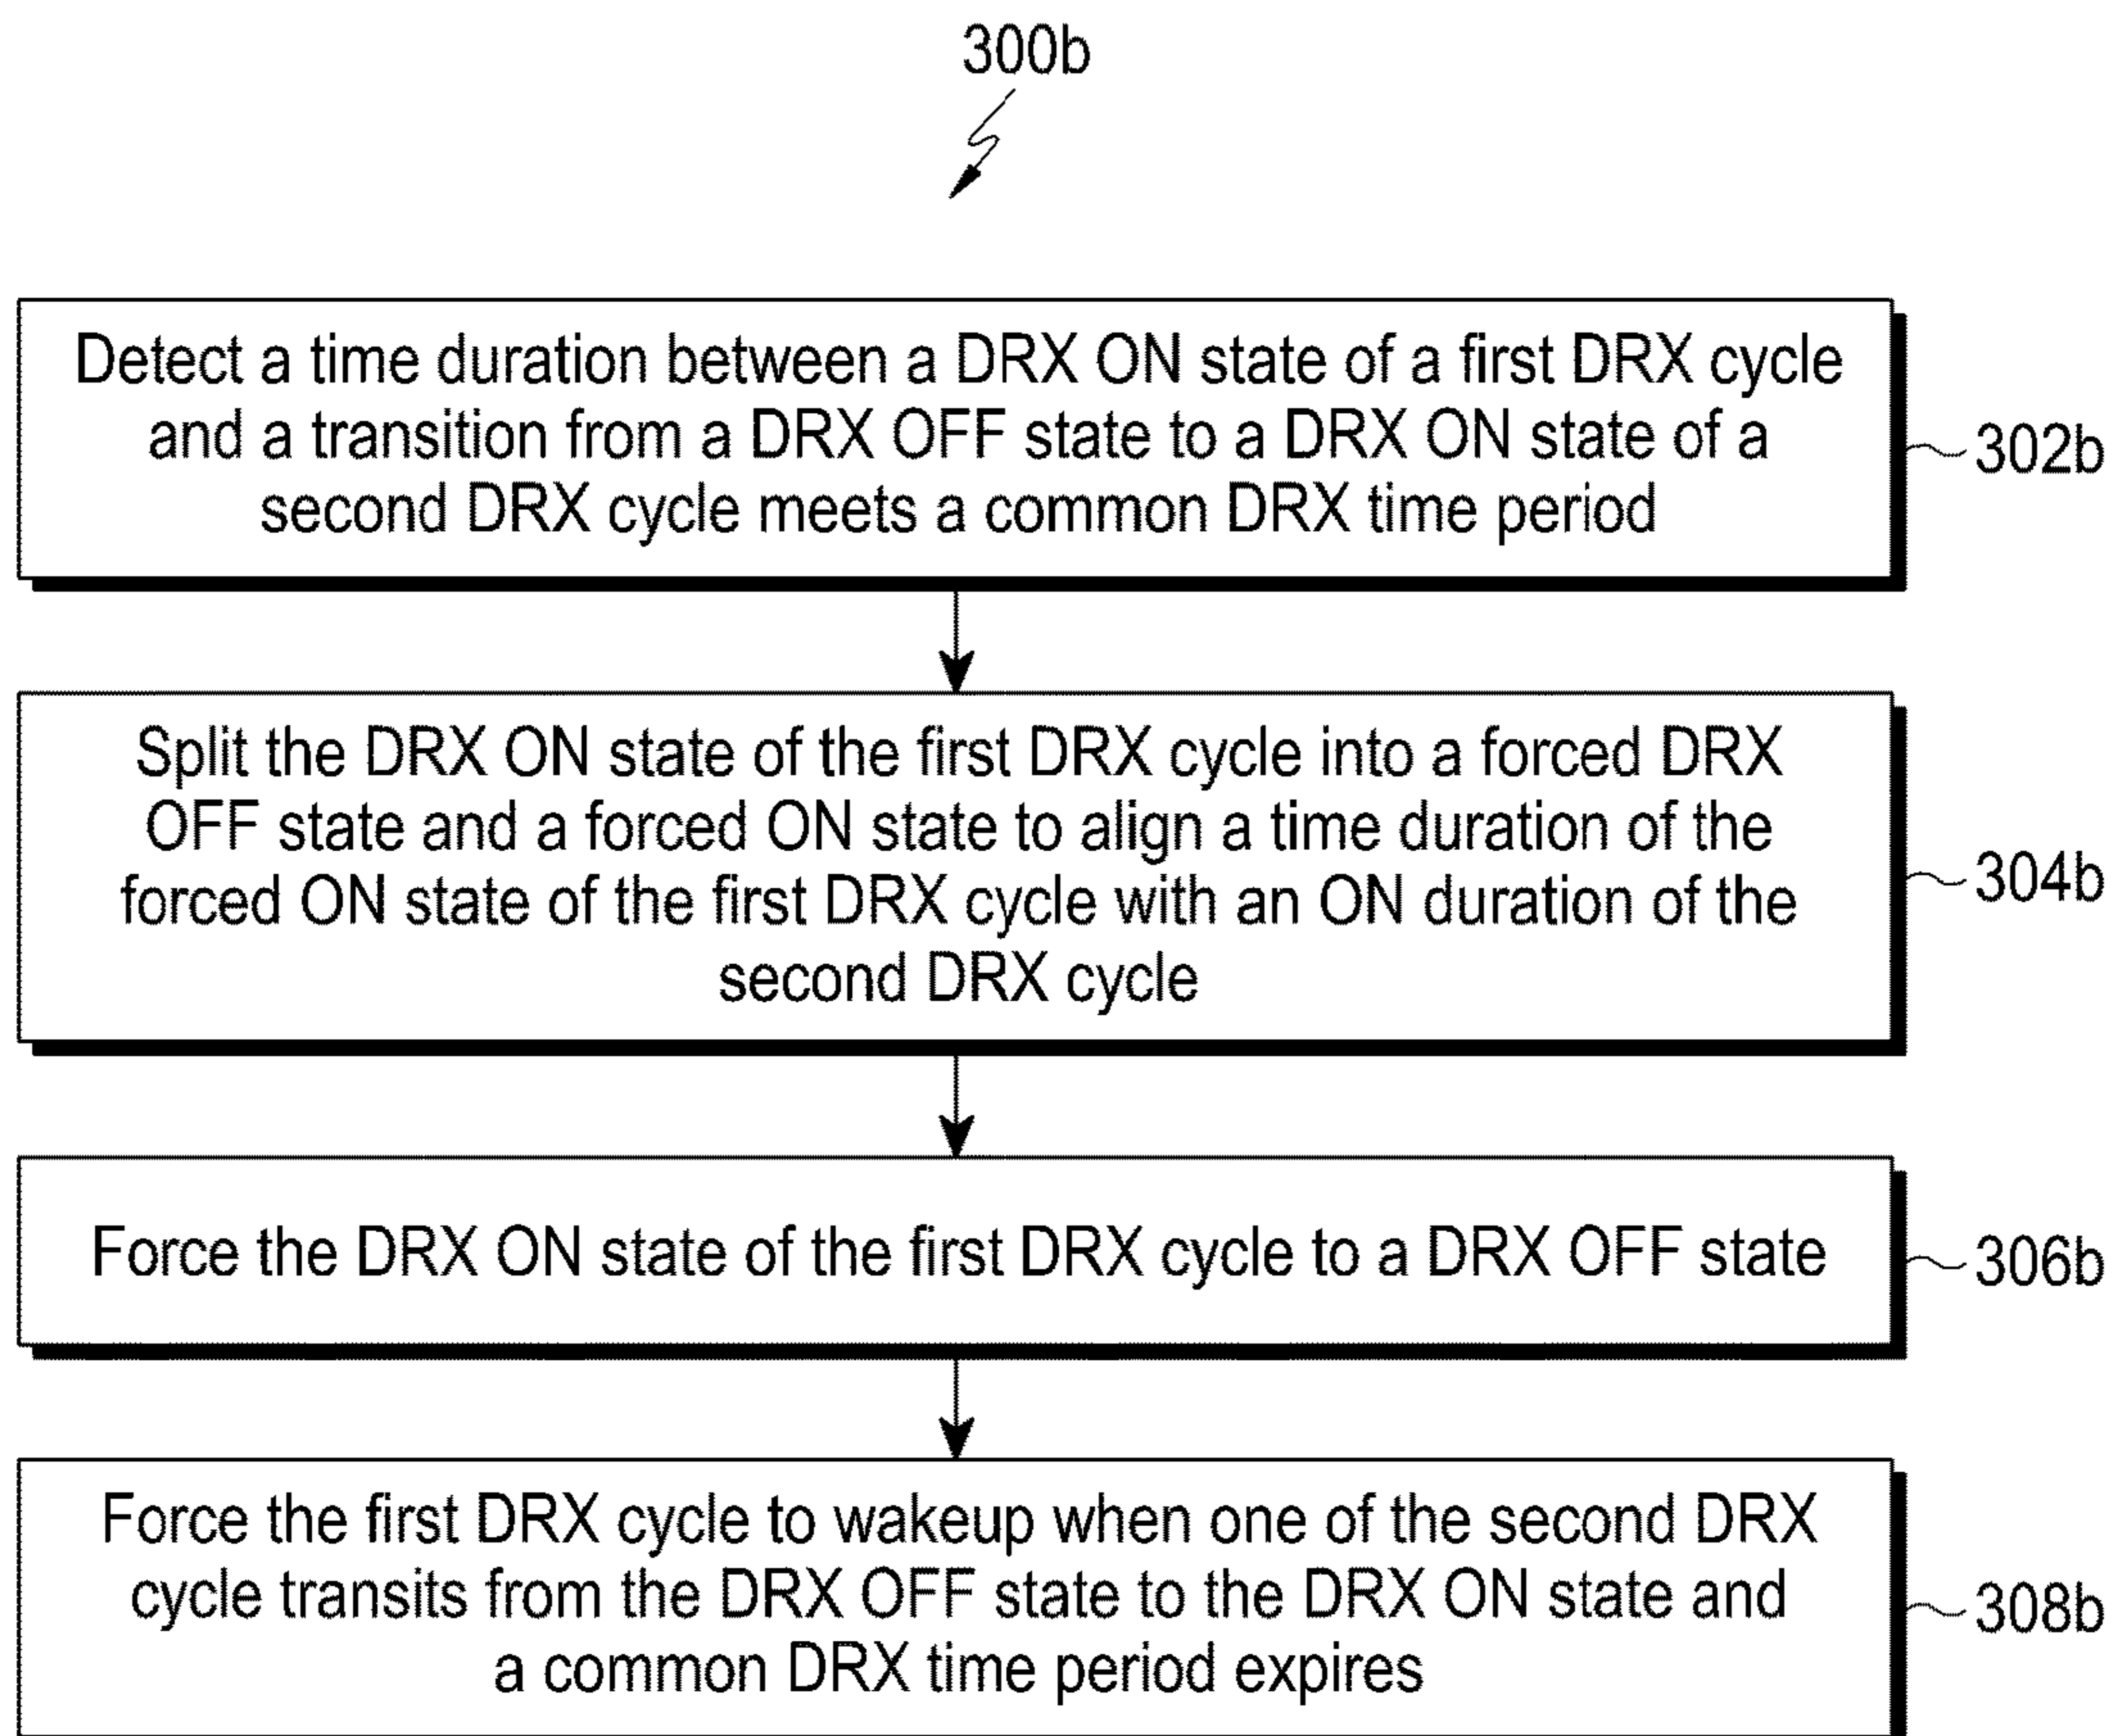 300b
Detect a time duration between a DRX ON state of a first DRX cycle
and a transition from a DRX OFF state to a DRX ON state of a
second DRX cycle meets a common DRX time period
302b
Split the DRX ON state of the first DRX cycle into a forced DRX
OFF state and a forced ON state to align a time duration of the
forced ON state of the first DRX cycle with an ON duration of the
second DRX cycle
304b
Force the DRX ON state of the first DRX cycle to a DRX OFF state
306b
Force the first DRX cycle to wakeup when one of the second DRX
cycle transits from the DRX OFF state to the DRX ON state and
a common DRX time period expires
308b